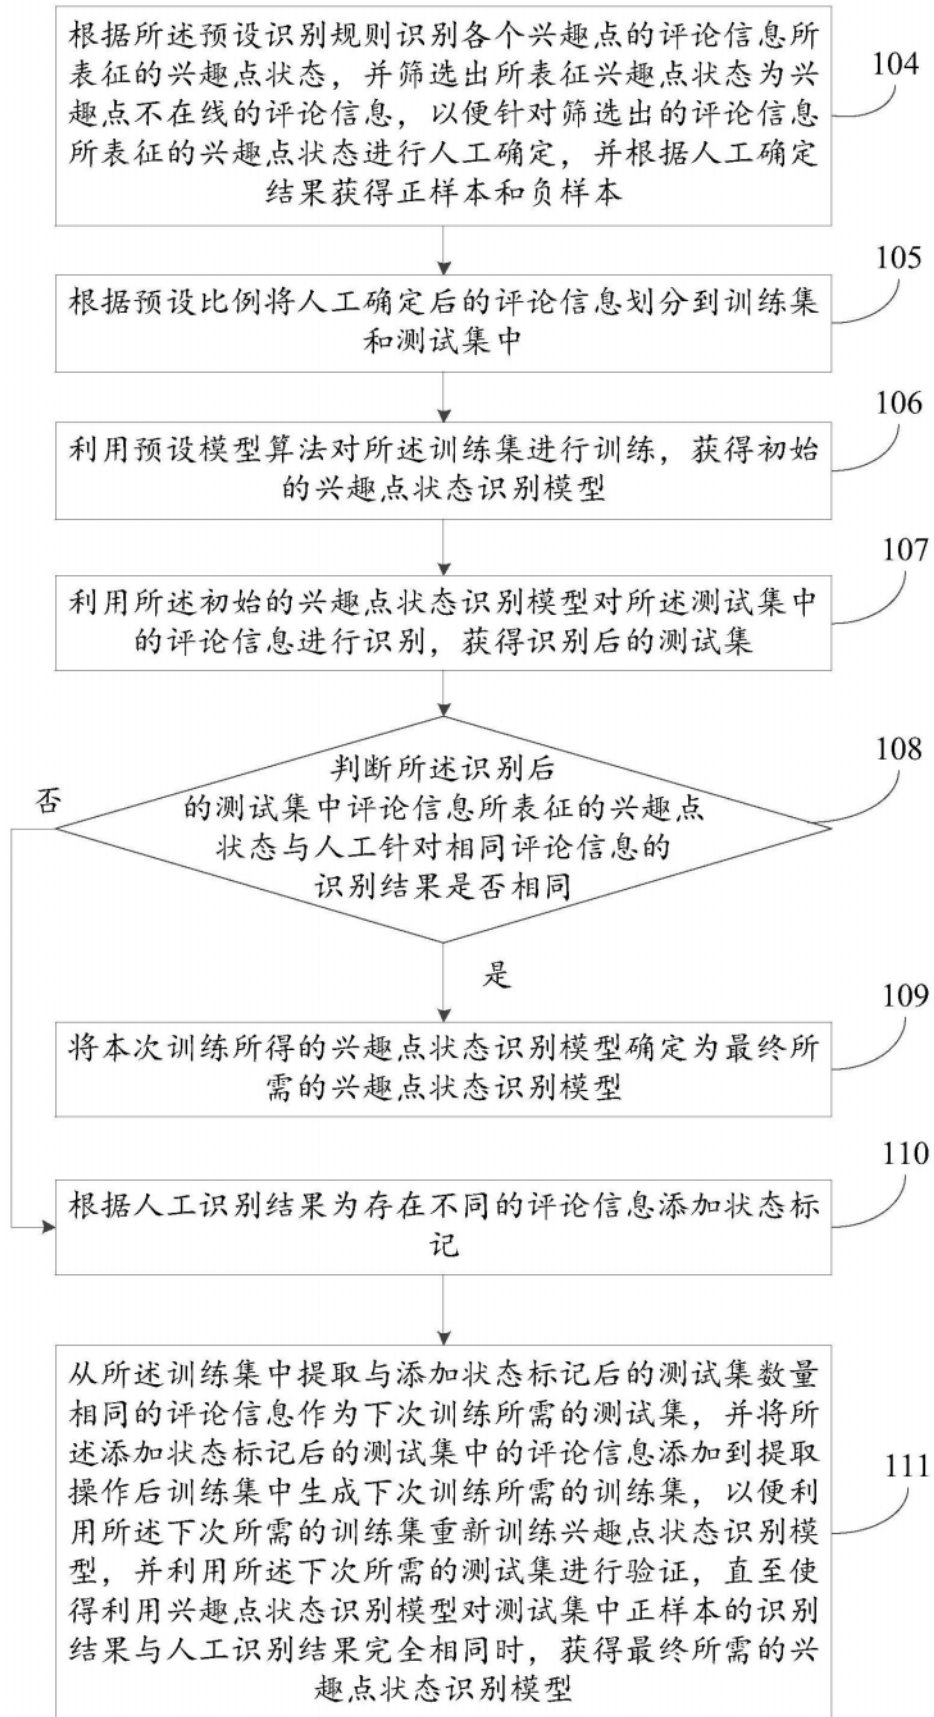 根据所述预设识别规则识别各个兴趣点的评论信息所
表征的兴趣点状态，并筛选出所表征兴趣点状态为兴
趣点不在线的评论信息，以便针对筛选出的评论信息
所表征的兴趣点状态进行人工确定，并根据人工确定
结果获得正样本和负样本
104
根据预设比例将人工确定后的评论信息划分到训练集
和测试集中
105
利用预设模型算法对所述训练集进行训练，获得初始
的兴趣点状态识别模型
106
利用所述初始的兴趣点状态识别模型对所述测试集中
的评论信息进行识别，获得识别后的测试集
107
判断所述识别后
的测试集中评论信息所表征的兴趣点
状态与人工针对相同评论信息的
识别结果是否相同
108
否
是
将本次训练所得的兴趣点状态识别模型确定为最终所
需的兴趣点状态识别模型
109
根据人工识别结果为存在不同的评论信息添加状态标
记
110
从所述训练集中提取与添加状态标记后的测试集数量
相同的评论信息作为下次训练所需的测试集，并将所
述添加状态标记后的测试集中的评论信息添加到提取
操作后训练集中生成下次训练所需的训练集，以便利
用所述下次所需的训练集重新训练兴趣点状态识别模
型，并利用所述下次所需的测试集进行验证，直至使
得利用兴趣点状态识别模型对测试集中正样本的识别
结果与人工识别结果完全相同时，获得最终所需的兴
趣点状态识别模型
111